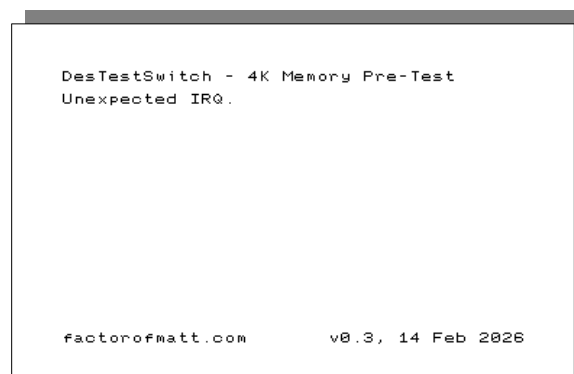 DesTestSwitch - 4K Memory Pre-Test
Unexpected IRQ.
factorofmatt.com v0.3, 14 Feb 2026